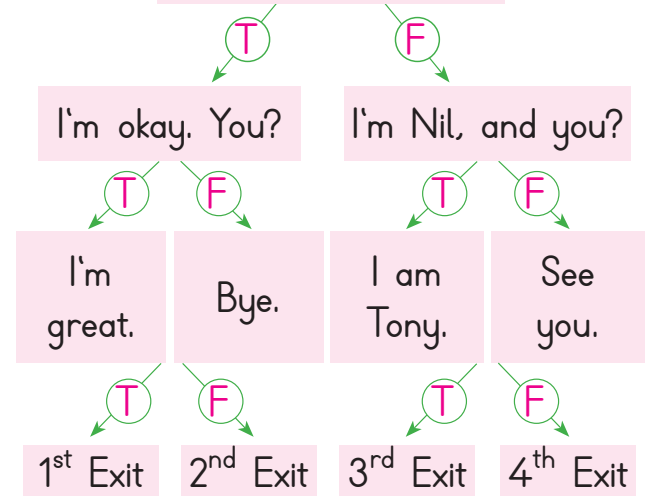 T F
I'm okay. You? I'm Nil, and you?
T F T F
I'm
great.
Bye.
I am
Tony.
See
you.
T F T F
1st Exit 2nd Exit 3rd Exit 4th Exit